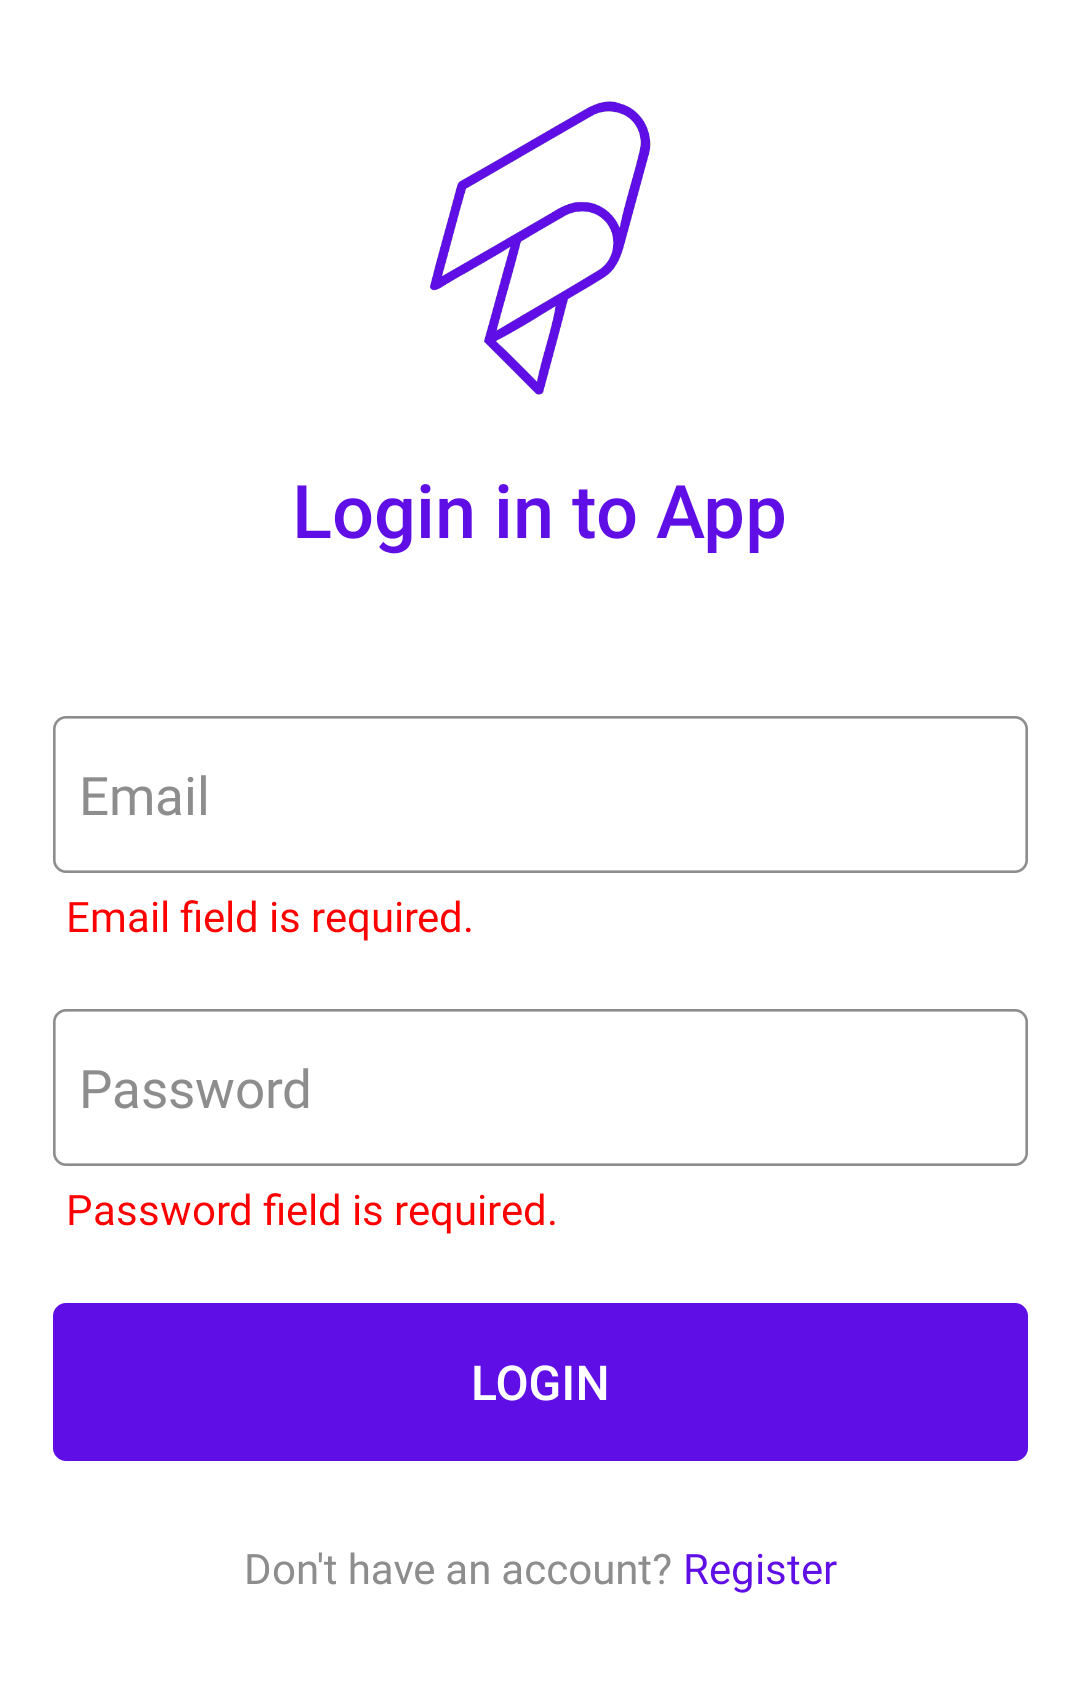 Login in to App
Email
Email field is required.
Password
Password field is required.
LOGIN
Don't have an account? Register